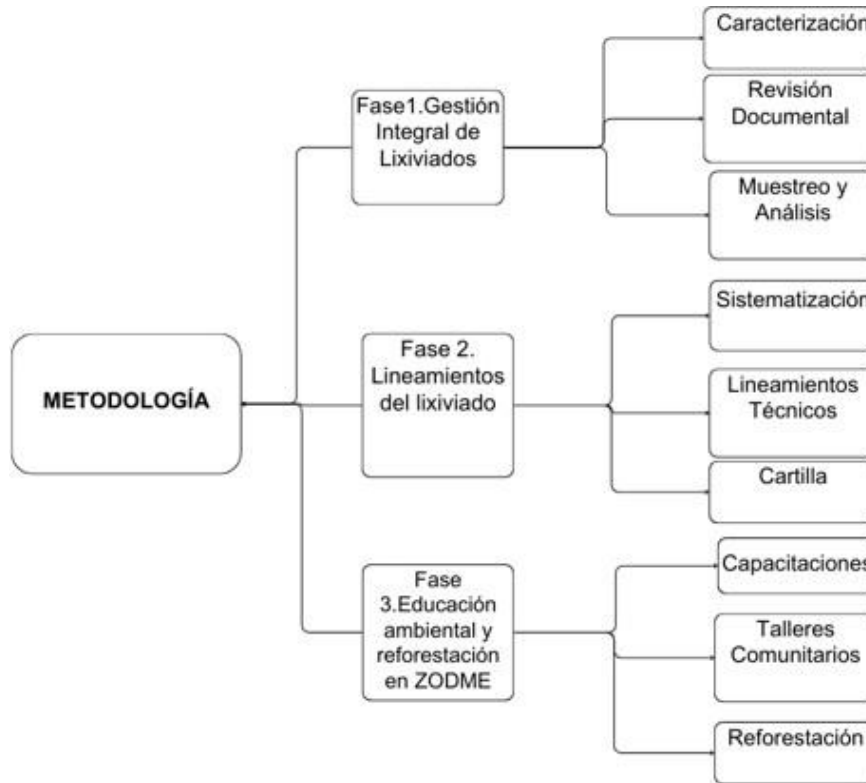 METODOLOGÍA
Fase1.Gestión
Integral de
Lixiviados
Caracterización
Revisión
Documental
Muestreo y
Análisis
Fase 2.
Lineamientos
del lixiviado
Sistematización
Lineamientos
Técnicos
Cartilla
Fase
3.Educación
ambiental y
reforestación
en ZODME
Capacitaciones
Talleres
Comunitarios
Reforestación